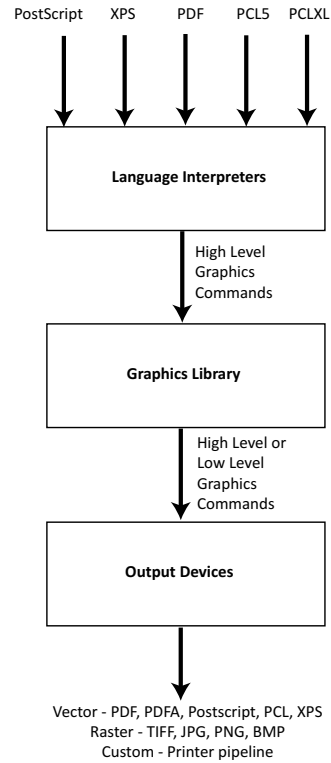 PostScript XPS PDF PCL5 PCLXL
Language Interpreters
High Level
Graphics
Commands
Graphics Library
High Level or
Low Level
Graphics
Commands
Output Devices
Vector - PDF, PDFA, Postscript, PCL, XPS
Raster - TIFF, JPG, PNG, BMP
Custom - Printer pipeline